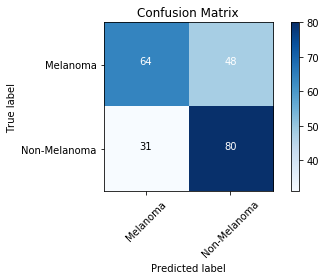 Confusion Matrix
True label
Melanoma
64
48
Non-Melanoma
31
80
Melanoma
Non-Melanoma
Predicted label
80
70
60
50
40